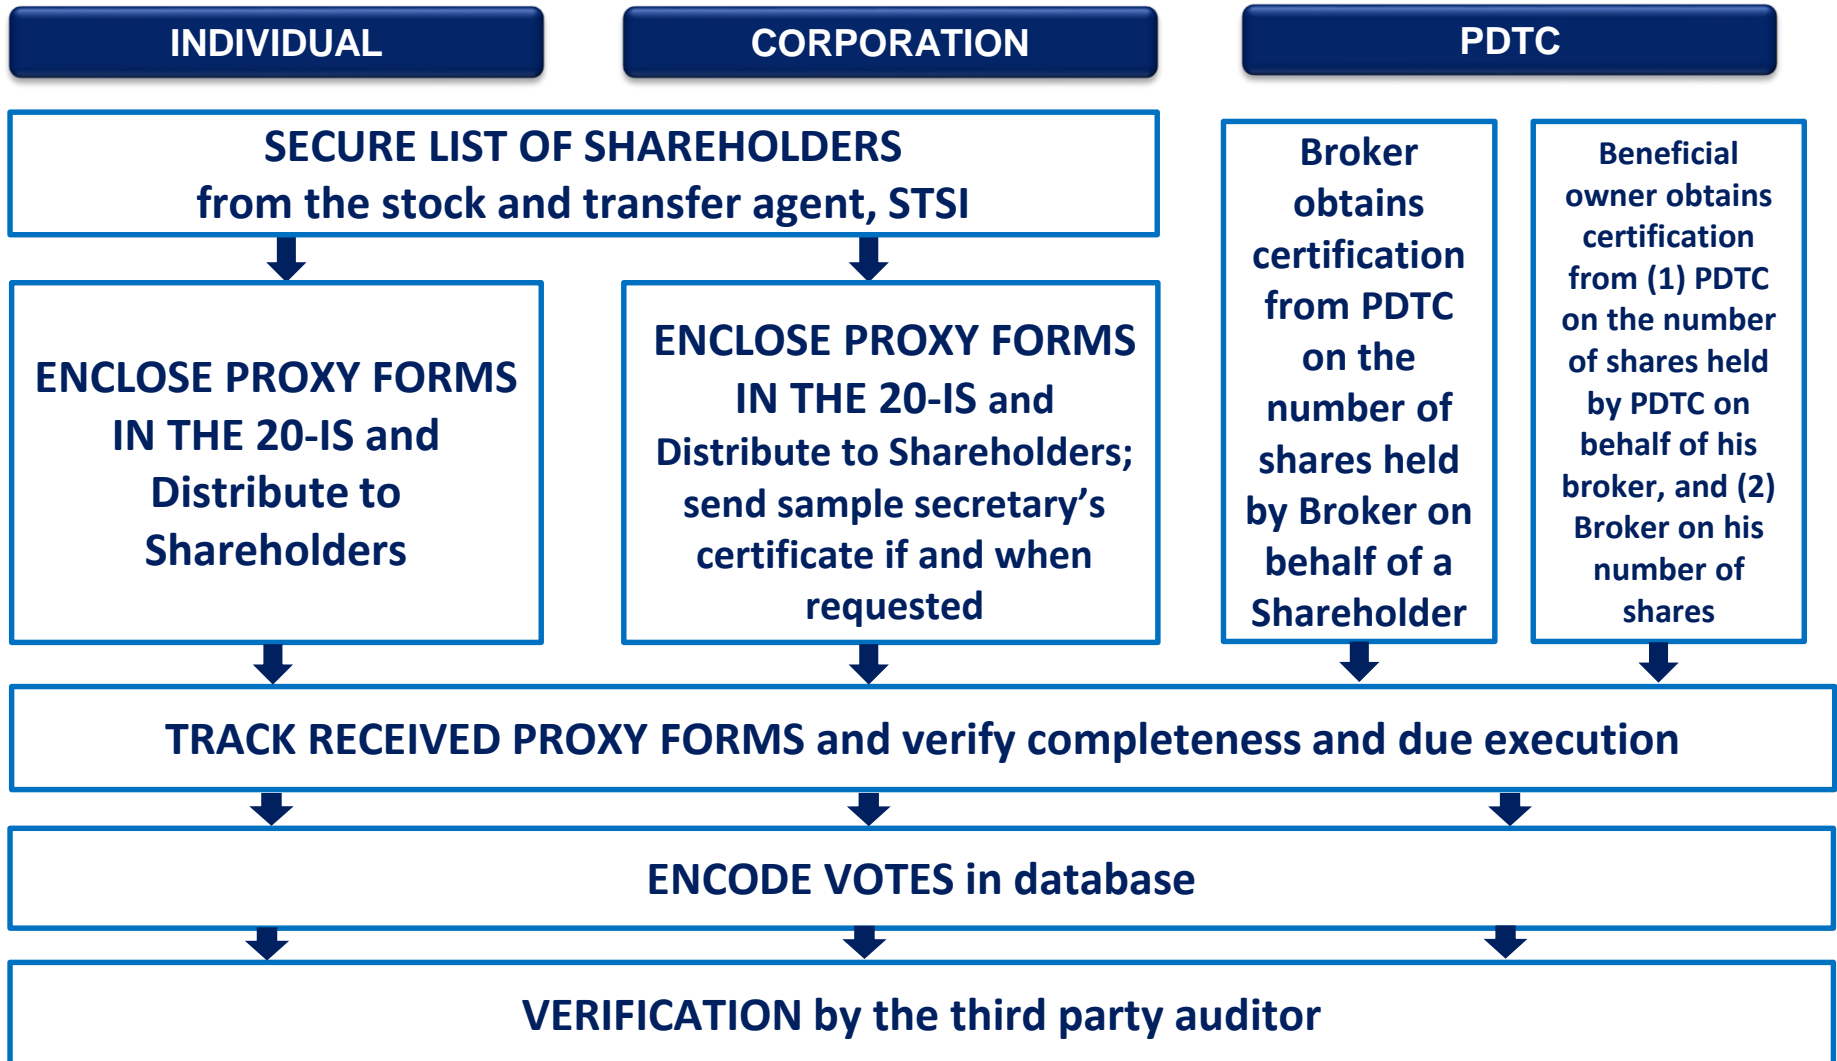 INDIVIDUAL
CORPORATION
PDTC
SECURE LIST OF SHAREHOLDERS
from the stock and transfer agent, STSI
ENCLOSE PROXY FORMS
IN THE 20-IS and
Distribute to
Shareholders
ENCLOSE PROXY FORMS
IN THE 20-IS and
Distribute to Shareholders;
send sample secretary’s
certificate if and when
requested
Broker
obtains
certification
from PDTC
on the
number of
shares held
by Broker on
behalf of a
Shareholder
Beneficial
owner obtains
certification
from (1) PDTC
on the number
of shares held
by PDTC on
behalf of his
broker, and (2)
Broker on his
number of
shares
TRACK RECEIVED PROXY FORMS and verify completeness and due execution
ENCODE VOTES in database
VERIFICATION by the third party auditor